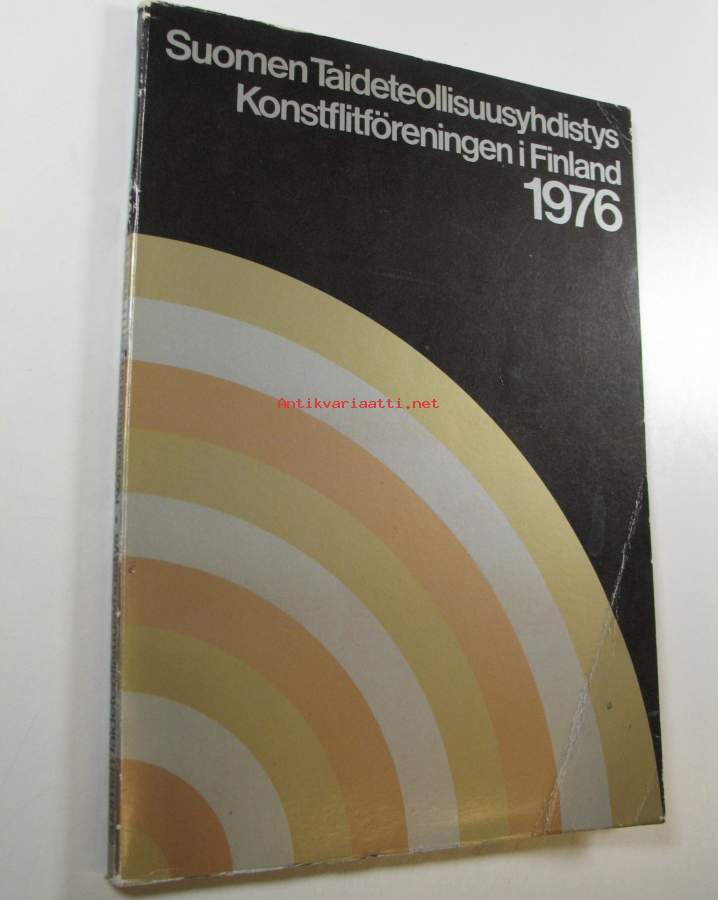 Suomen Taideteollisuusyhdistys
Konstflitföreningen i Finland
1976
Antikvariaatti.net